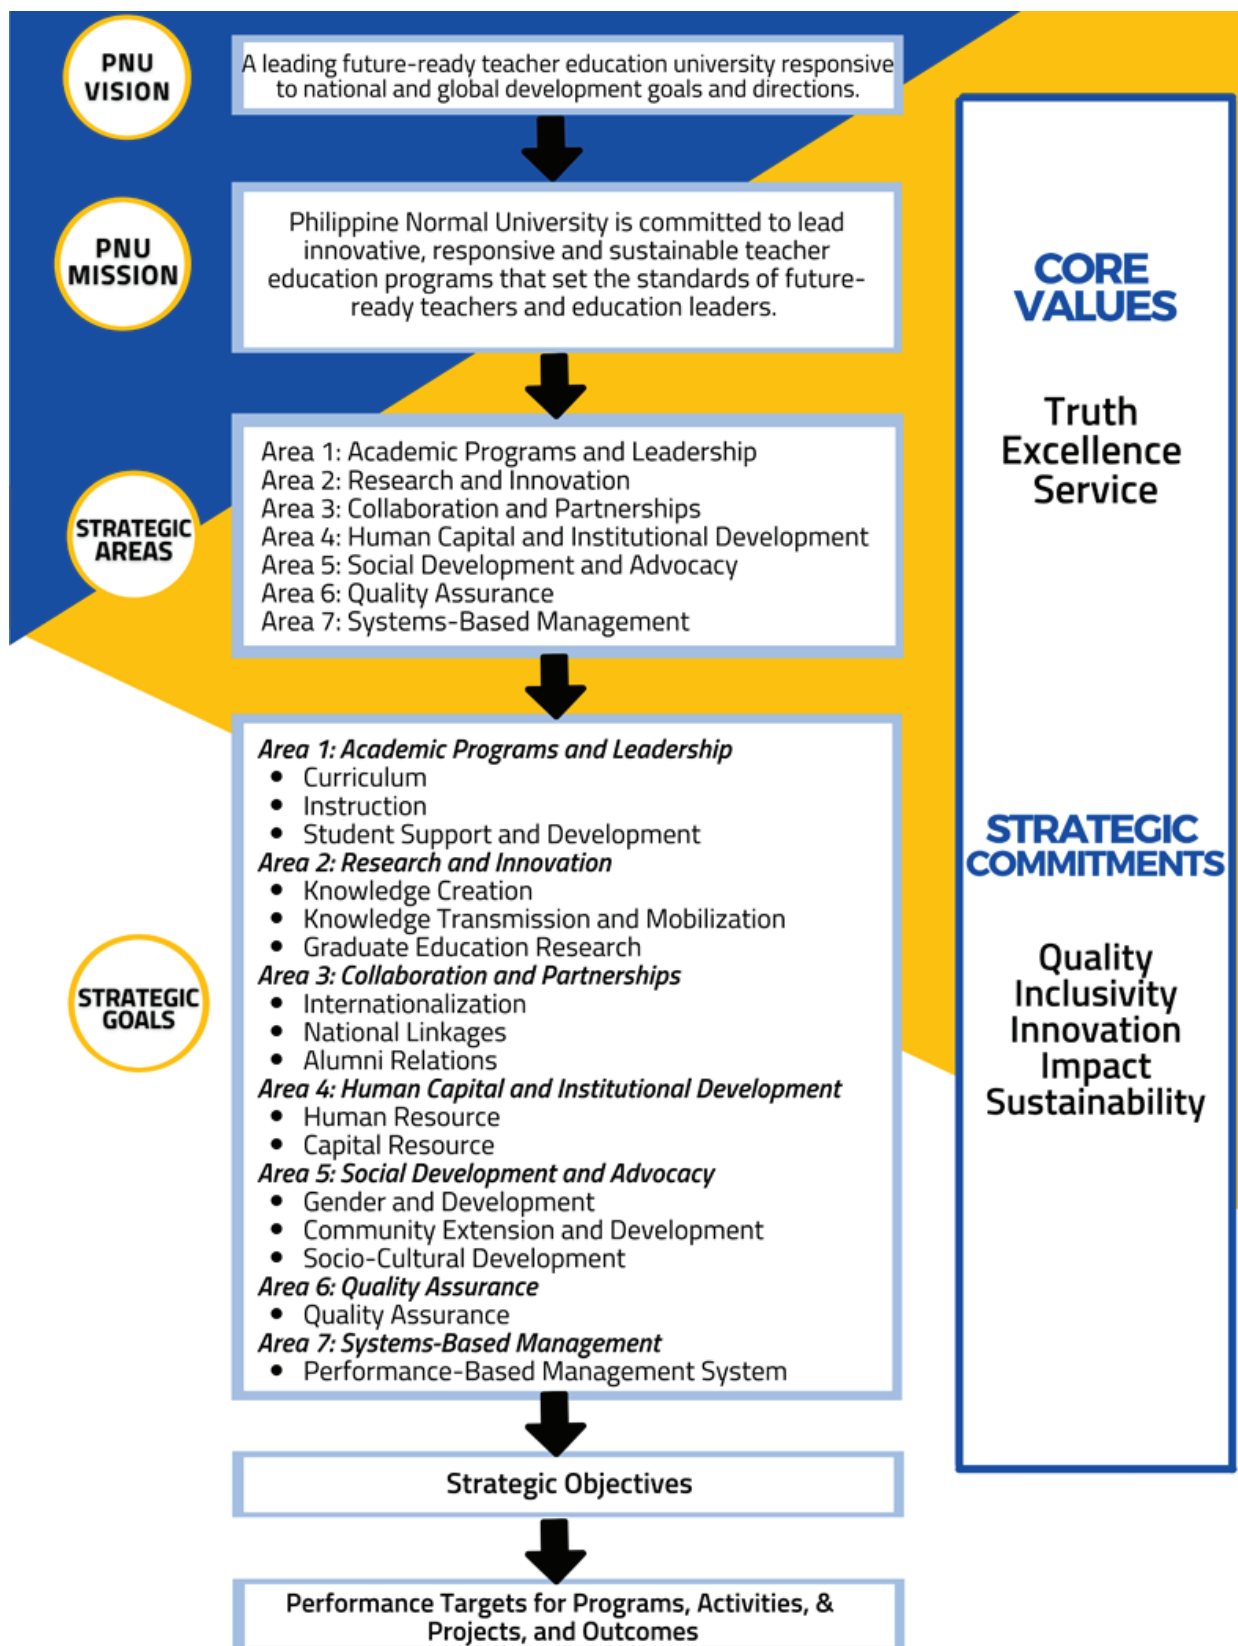 PNU
VISION
A leading future-ready teacher education university responsive
to national and global development goals and directions.
PNU
MISSION
Philippine Normal University is committed to lead
innovative, responsive and sustainable teacher
education programs that set the standards of future-
ready teachers and education leaders.
STRATEGIC
AREAS
Area 1: Academic Programs and Leadership
Area 2: Research and Innovation
Area 3: Collaboration and Partnerships
Area 4: Human Capital and Institutional Development
Area 5: Social Development and Advocacy
Area 6: Quality Assurance
Area 7: Systems-Based Management
STRATEGIC
GOALS
Area 1: Academic Programs and Leadership
• Curriculum
• Instruction
• Student Support and Development
Area 2: Research and Innovation
• Knowledge Creation
• Knowledge Transmission and Mobilization
• Graduate Education Research
Area 3: Collaboration and Partnerships
• Internationalization
• National Linkages
• Alumni Relations
Area 4: Human Capital and Institutional Development
• Human Resource
• Capital Resource
Area 5: Social Development and Advocacy
• Gender and Development
• Community Extension and Development
• Socio-Cultural Development
Area 6: Quality Assurance
• Quality Assurance
Area 7: Systems-Based Management
• Performance-Based Management System
Strategic Objectives
Performance Targets for Programs, Activities, &
Projects, and Outcomes
CORE
VALUES
Truth
Excellence
Service
STRATEGIC
COMMITMENTS
Quality
Inclusivity
Innovation
Impact
Sustainability